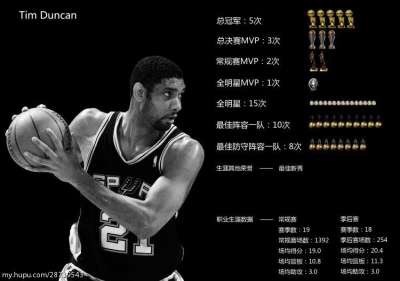 Tim Duncan
总冠军：5次
总决赛MVP：3次
常规赛MVP：2次
全明星MVP：1次
全明星：15次
最佳阵容一队：10次
最佳防守阵容一队：8次
生涯其他荣誉 —— 最佳新秀
职业生涯数据 —— 常规赛 季后赛
赛季数：19 赛季数：18
常规赛场数：1392 季后赛场数：254
场均得分：19.0 场均得分：20.4
场均篮板：10.8 场均篮板：11.3
场均助攻：3.0 场均助攻：3.0
SPURS
21